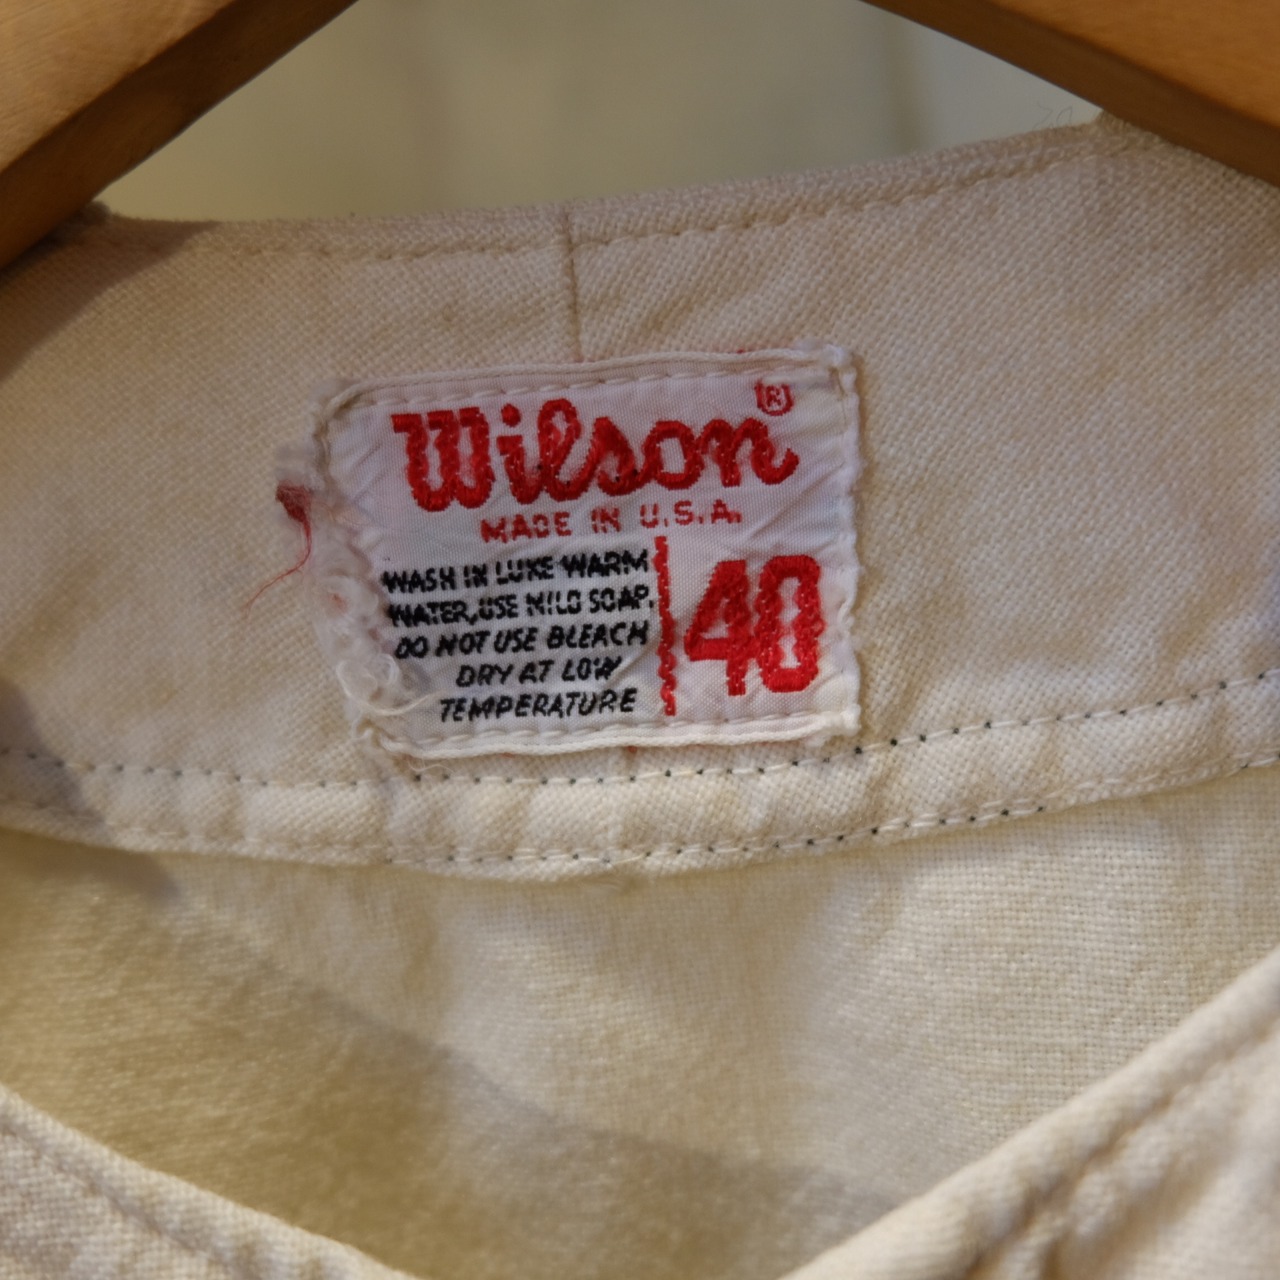 Wilson ®
MADE IN U.S.A.
WASH IN LUKE WARM
WATER, USE MILD SOAP.
DO NOT USE BLEACH
DRY AT LOW
TEMPERATURE
40